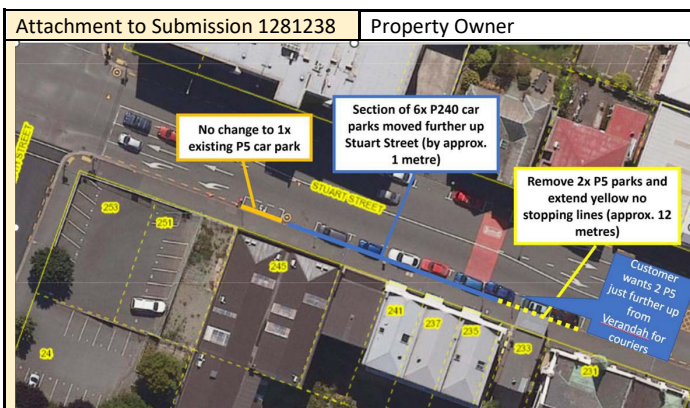 Attachment to Submission 1281238
Property Owner
No change to 1x
existing P5 car park
Section of 6x P240 car
parks moved further up
Stuart Street (by approx.
1 metre)
Remove 2x P5 parks and
extend yellow no
stopping lines (approx. 12
metres)
Customer
wants 2 P5
just further up
from
Verandah for
couriers
STREET
STUART STREET
253
251
245
241
237
235
233
231
24